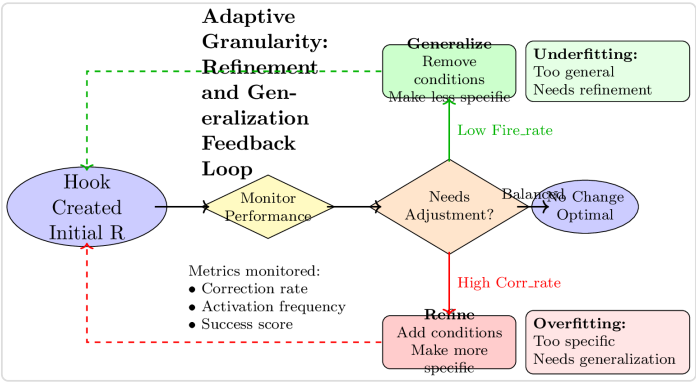 Adaptive
Granularity:
Refinement
and Gen-
eralization
Feedback
Loop
Generalize
Remove
conditions
Make less specific
Underfitting:
Too general
Needs refinement
Low Fire_rate
Hook
Created
Initial R
Monitor
Performance
Needs
Adjustment?
Balanced
No Change
Optimal
Metrics monitored:
• Correction rate
• Activation frequency
• Success score
High Corr_rate
Refine
Add conditions
Make more
specific
Overfitting:
Too specific
Needs generalization